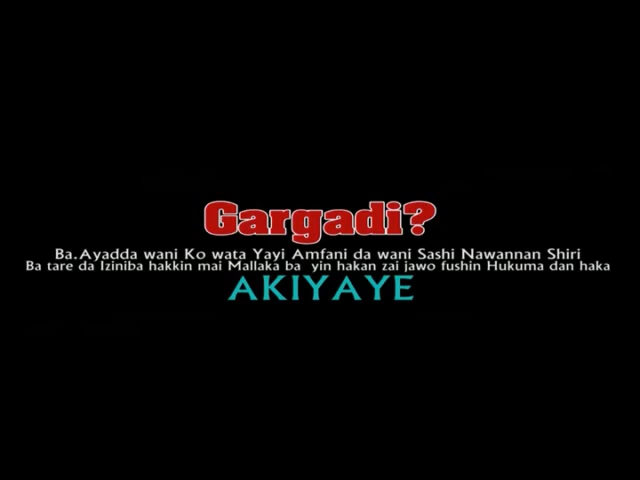 Gargadi?
Ba.Ayadda wani Ko wata Yayi Amfani da wani Sashi Nawannan Shiri
Ba tare da Iziniba hakkin mai Mallaka ba yin hakan zai jawo fushin Hukuma dan haka
AKIYAYE